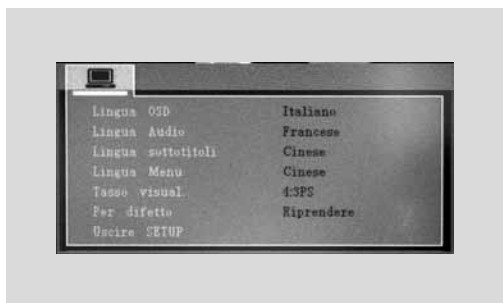 Lingua OSD Italiano
Lingua Audio Francese
Lingua sottotitoli Cinese
Lingua Menu Cinese
Tasso visual 4:3PS
Per difetto Riprendere
Uscire SETUP